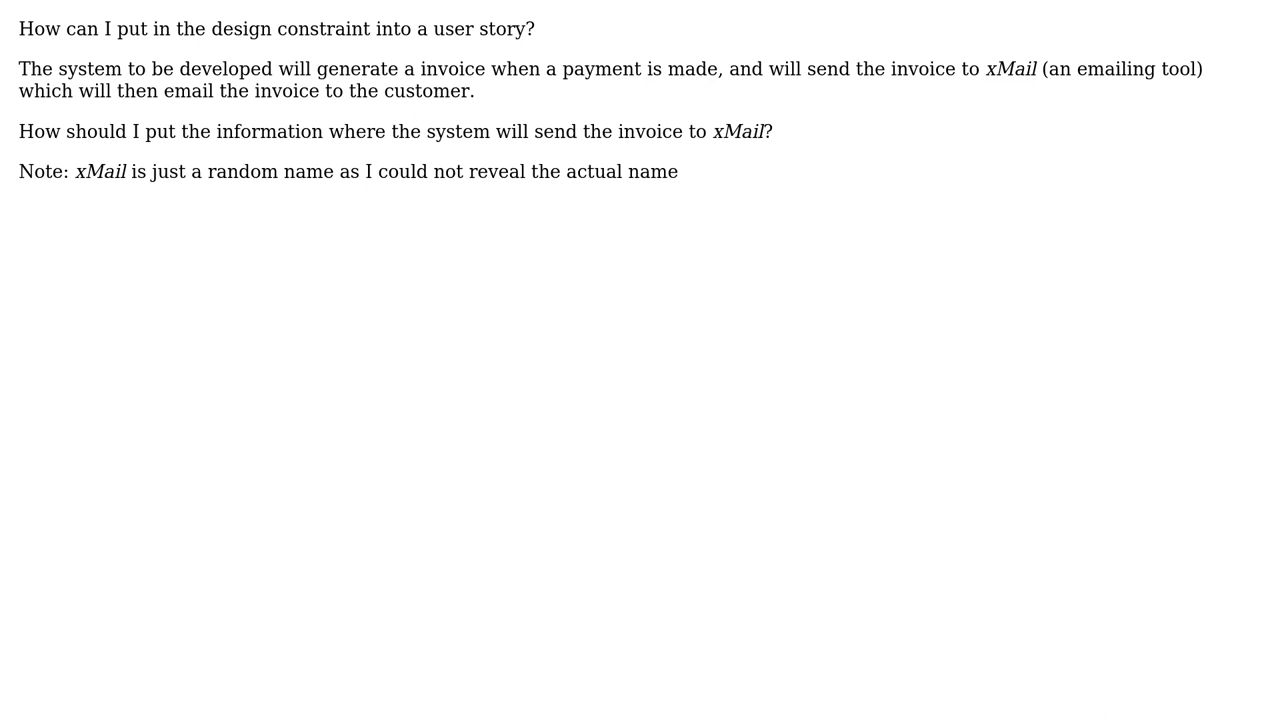 How can I put in the design constraint into a user story?
The system to be developed will generate a invoice when a payment is made, and will send the invoice to xMail (an emailing tool)
which will then email the invoice to the customer.
How should I put the information where the system will send the invoice to xMail?
Note: xMail is just a random name as I could not reveal the actual name